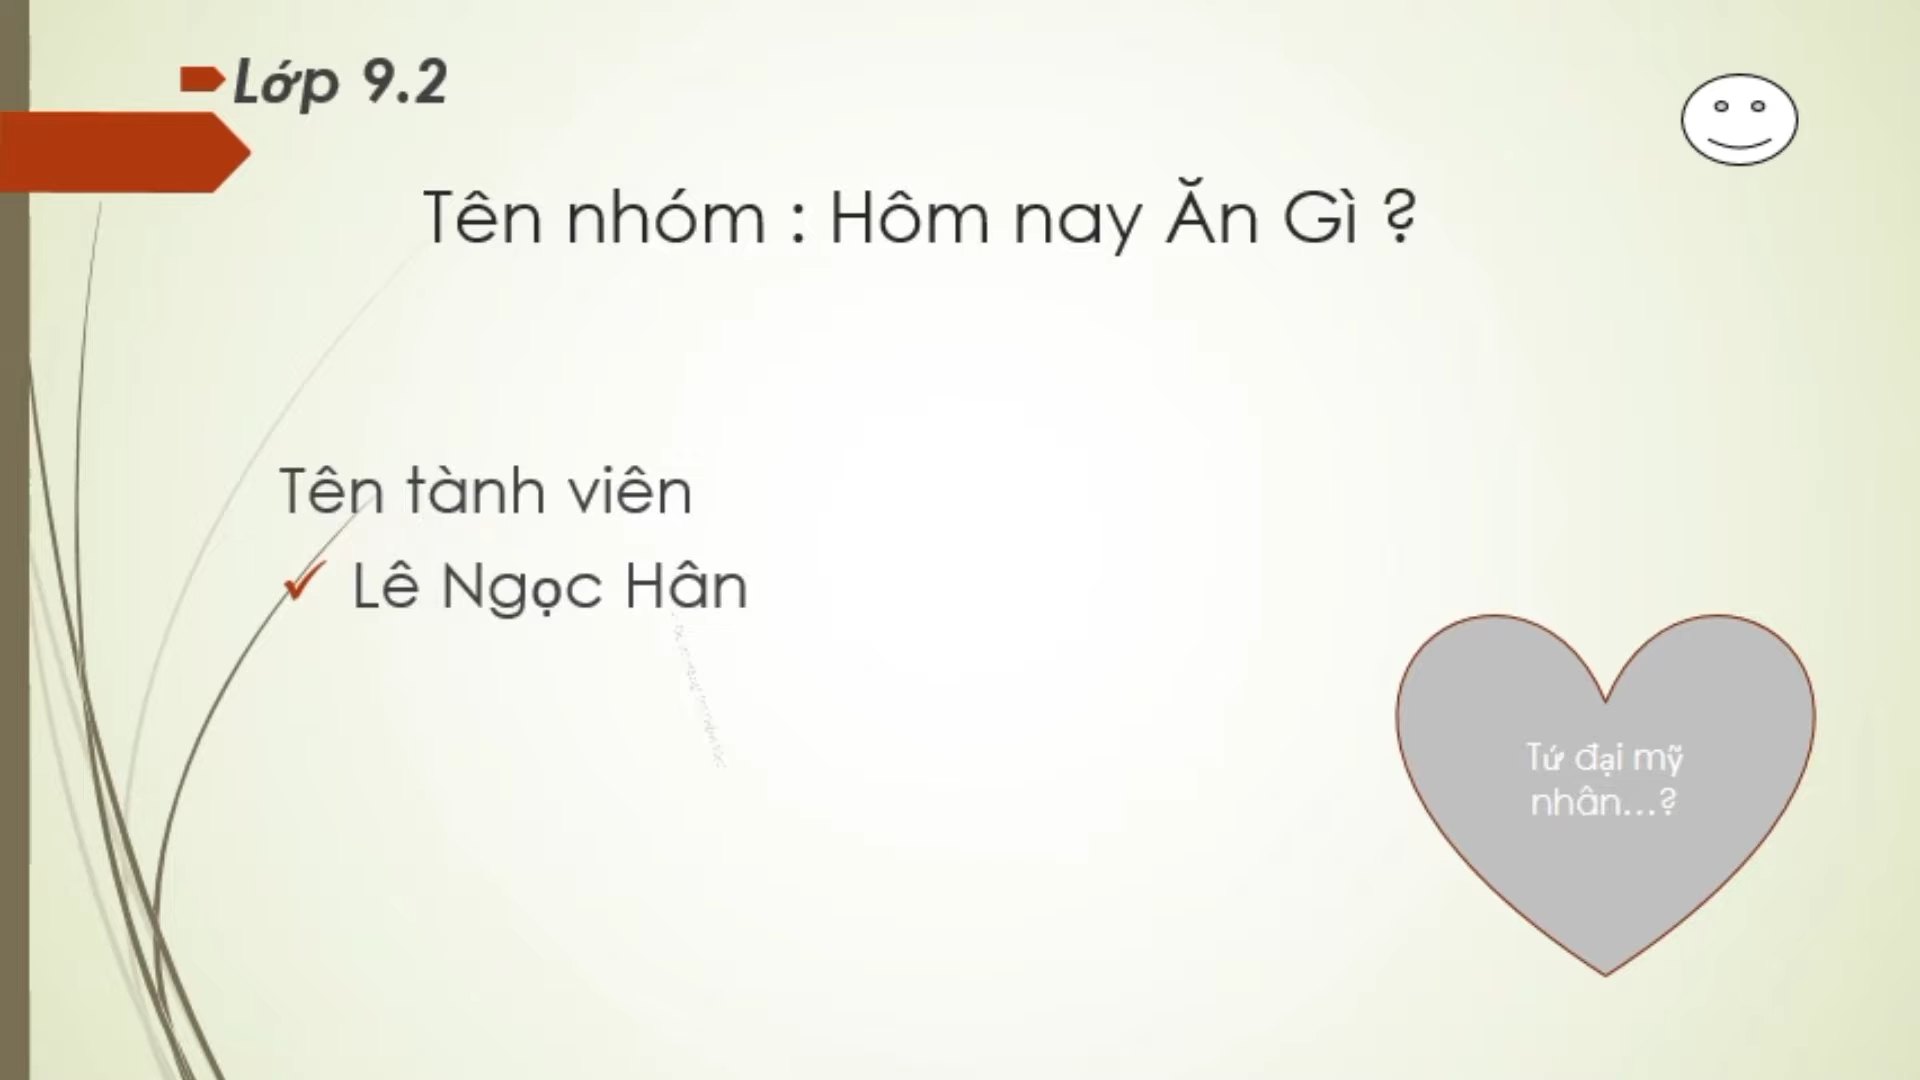 Lớp 9.2
Tên nhóm : Hôm nay Ăn Gì ?
Tên tành viên
Lê Ngọc Hân
Tứ đại mỹ
nhân...?